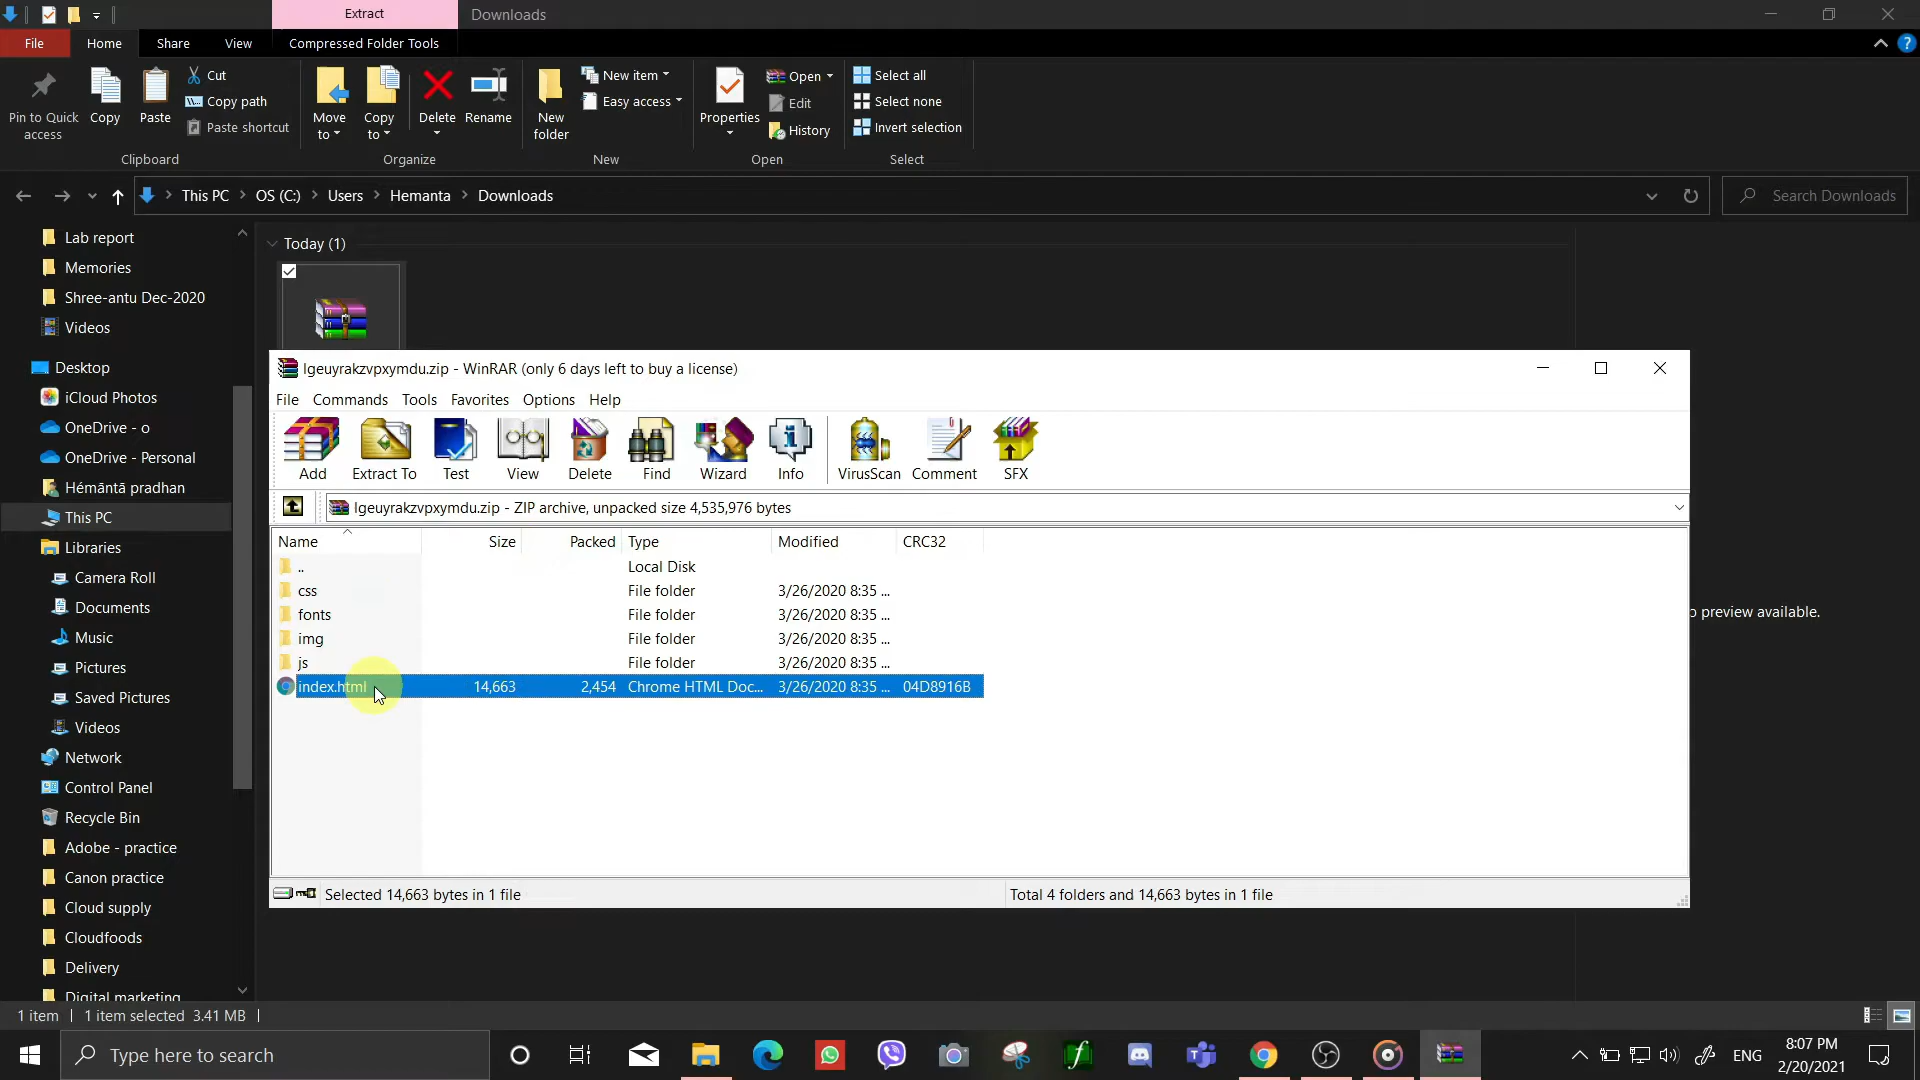 Extract
Downloads
File
Home
Share
View
Compressed Folder Tools
Pin to Quick access
Copy
Paste
Cut
Copy path
Paste shortcut
Clipboard
Move to
Copy to
Delete
Rename
Organize
New folder
New item
Easy access
New
Properties
Open
Edit
History
Open
Select all
Select none
Invert selection
Select
This PC > OS (C:) > Users > Hemanta > Downloads
Search Downloads
Lab report
Memories
Shree-antu Dec-2020
Videos
Desktop
iCloud Photos
OneDrive - o
OneDrive - Personal
Hémántá pradhan
This PC
Libraries
Camera Roll
Documents
Music
Pictures
Saved Pictures
Videos
Network
Control Panel
Recycle Bin
Adobe - practice
Canon practice
Cloud supply
Cloudfoods
Delivery
Digital marketing
Today (1)
lgeuyrakzvpxymdu.zip - WinRAR (only 6 days left to buy a license)
File Commands Tools Favorites Options Help
Add Extract To Test View Delete Find Wizard Info VirusScan Comment SFX
lgeuyrakzvpxymdu.zip - ZIP archive, unpacked size 4,535,976 bytes
Name Size Packed Type Modified CRC32
.. Local Disk
css File folder 3/26/2020 8:35 ...
fonts File folder 3/26/2020 8:35 ...
img File folder 3/26/2020 8:35 ...
js File folder 3/26/2020 8:35 ...
index.html 14,663 2,454 Chrome HTML Doc... 3/26/2020 8:35 ... 04D8916B
Selected 14,663 bytes in 1 file
Total 4 folders and 14,663 bytes in 1 file
o preview available.
1 item
1 item selected 3.41 MB
Type here to search
ENG
8:07 PM
2/20/2021